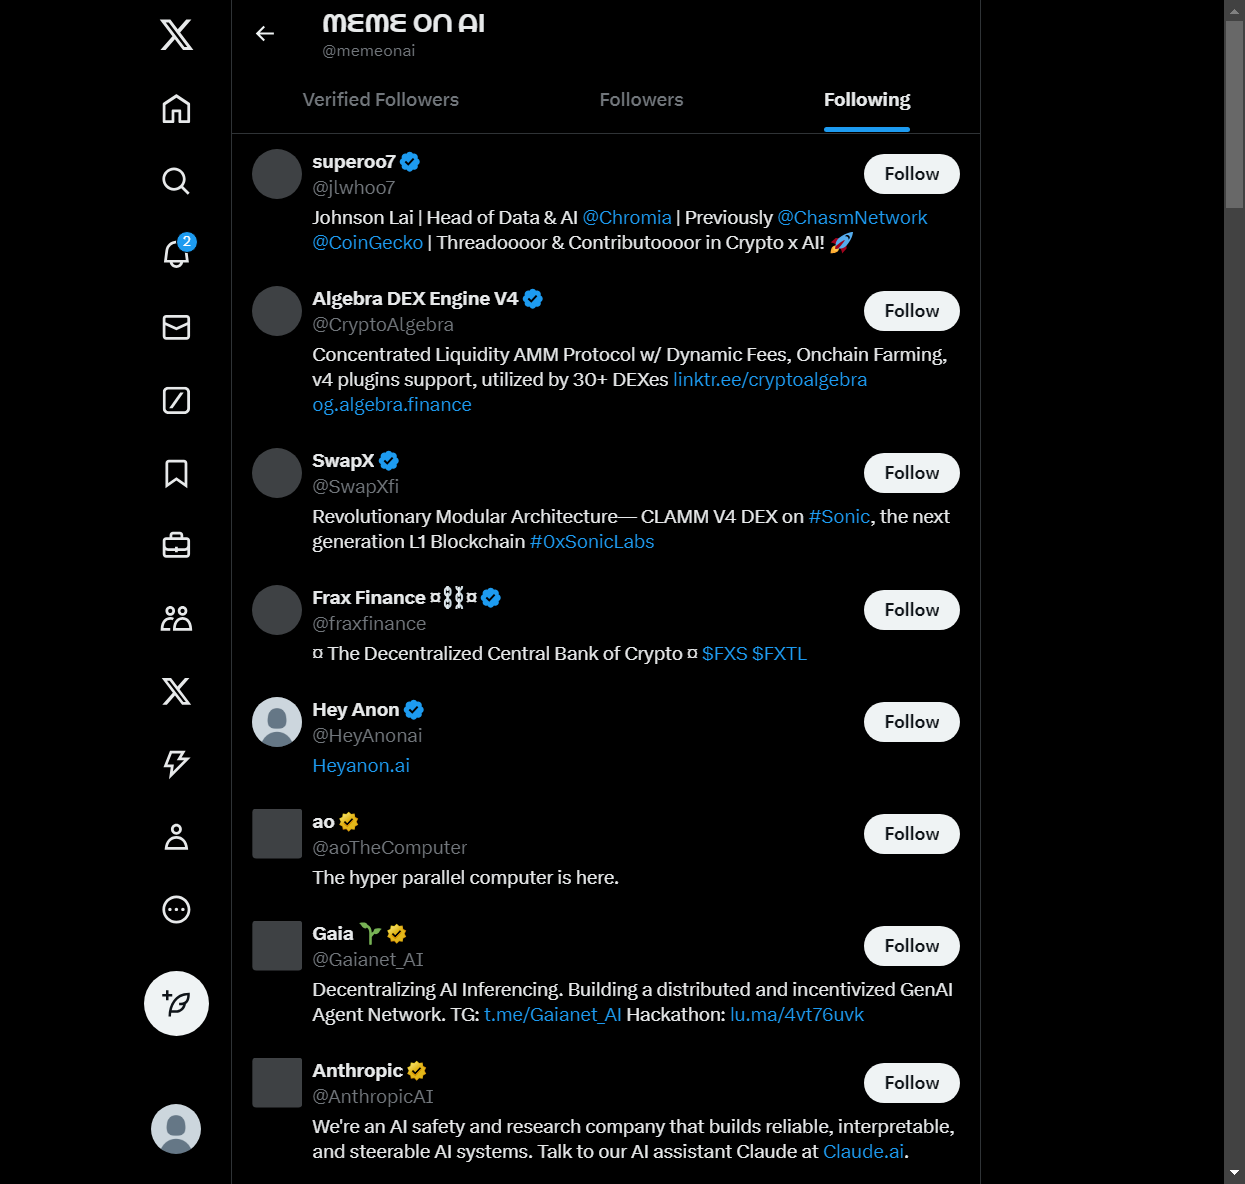 MEME ON AI
@memeonai
Verified Followers Followers Following
2
superoo7
@jlwhoo7
Follow
Johnson Lai | Head of Data & AI @Chromia | Previously @ChasmNetwork
@CoinGecko | Threadoooor & Contributoooor in Crypto x AI! 🚀
Algebra DEX Engine V4
@CryptoAlgebra
Follow
Concentrated Liquidity AMM Protocol w/ Dynamic Fees, Onchain Farming,
v4 plugins support, utilized by 30+ DEXes linktr.ee/cryptoalgebra
og.algebra.finance
SwapX
@SwapXfi
Follow
Revolutionary Modular Architecture— CLAMM V4 DEX on #Sonic, the next
generation L1 Blockchain #0xSonicLabs
Frax Finance ¤⛓️⛓️¤
@fraxfinance
Follow
¤ The Decentralized Central Bank of Crypto ¤ $FXS $FXTL
Hey Anon
@HeyAnonai
Follow
Heyanon.ai
ao
@aoTheComputer
Follow
The hyper parallel computer is here.
Gaia 🌱
@Gaianet_AI
Follow
Decentralizing AI Inferencing. Building a distributed and incentivized GenAI
Agent Network. TG: t.me/Gaianet_AI Hackathon: lu.ma/4vt76uvk
Anthropic
@AnthropicAI
Follow
We're an AI safety and research company that builds reliable, interpretable,
and steerable AI systems. Talk to our AI assistant Claude at Claude.ai.